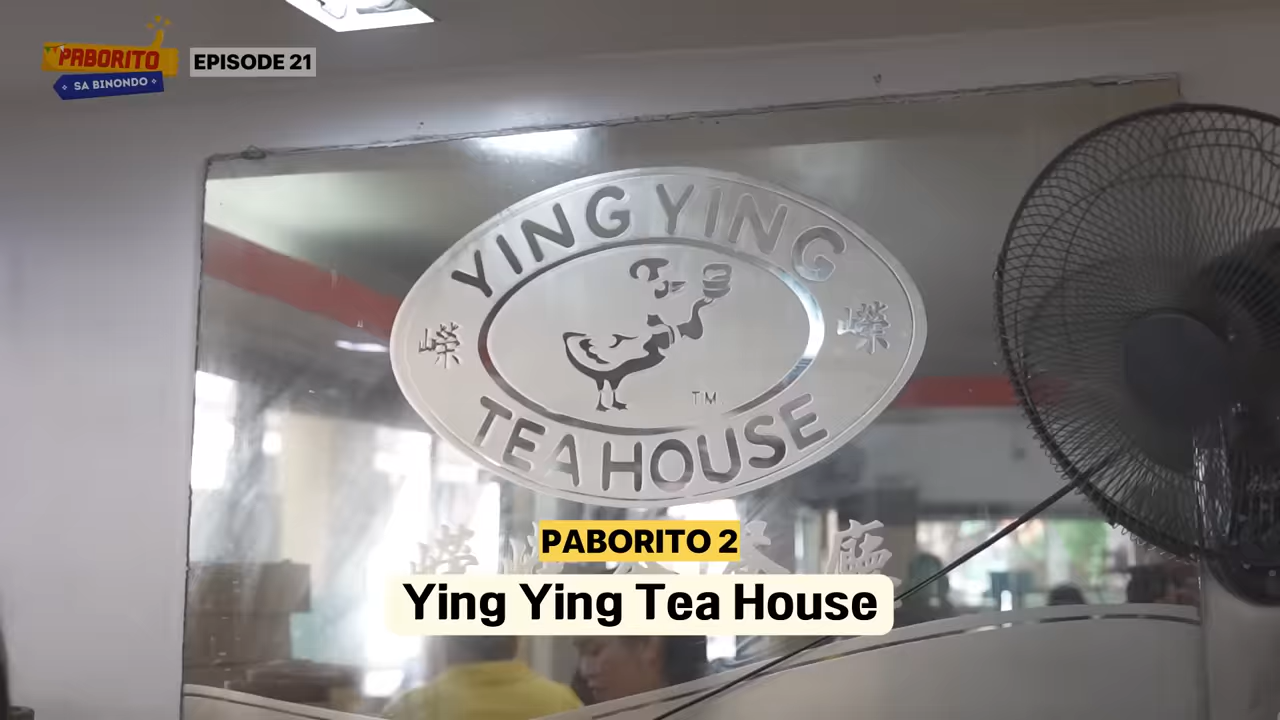 PABORITO
SA BINONDO
EPISODE 21
YING YING
嶸
嶸
TM
TEA HOUSE
PABORITO 2
Ying Ying Tea House